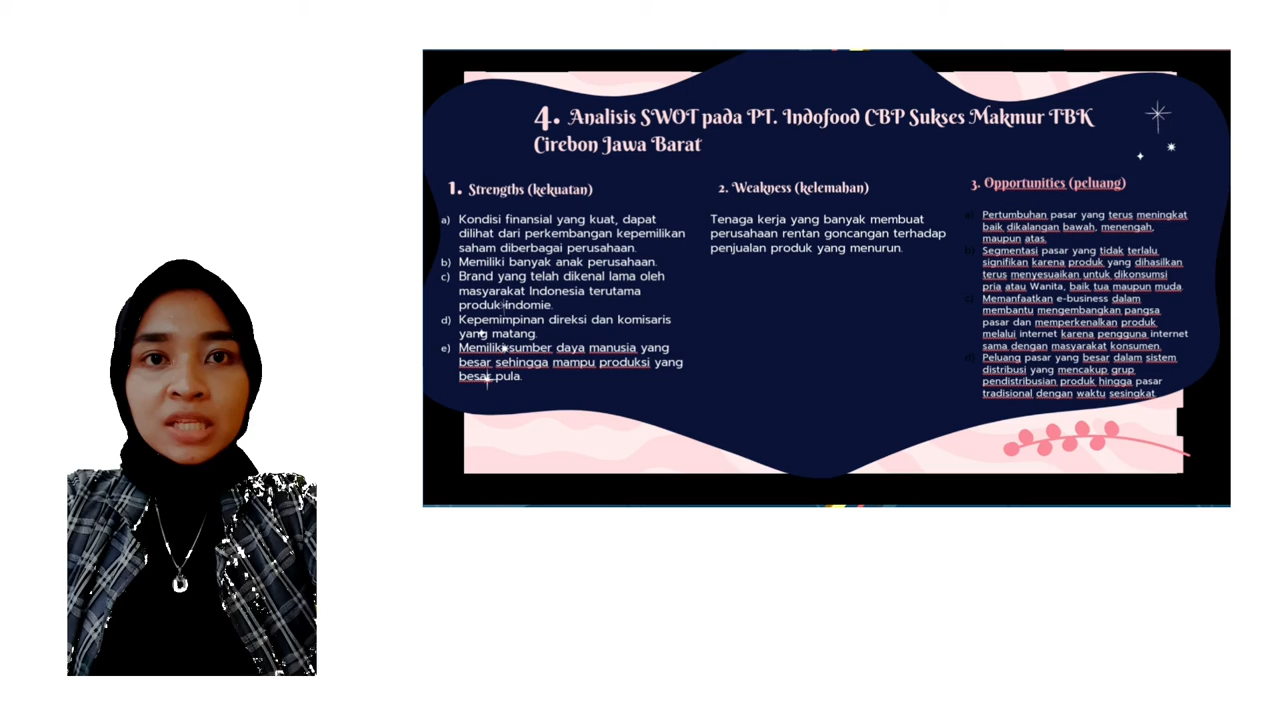 4. Analisis SWOT pada PT. Indofood CBP Sukses Makmur TBK
Cirebon Jawa Barat
1. Strengths (kekuatan)
a) Kondisi finansial yang kuat, dapat
dilihat dari perkembangan kepemilikan
saham diberbagai perusahaan.
b) Memiliki banyak anak perusahaan.
c) Brand yang telah dikenal lama oleh
masyarakat Indonesia terutama
produk indomie.
d) Kepemimpinan direksi dan komisaris
yang matang.
e) Memiliki sumber daya manusia yang
besar sehingga mampu produksi yang
besar pula.
2. Weakness (kelemahan)
Tenaga kerja yang banyak membuat
perusahaan rentan goncangan terhadap
penjualan produk yang menurun.
3. Opportunities (peluang)
a) Pertumbuhan pasar yang terus meningkat
baik dikalangan bawah, menengah,
maupun atas.
b) Segmentasi pasar yang tidak terlalu
signifikan karena produk yang dihasilkan
terus menyesuaikan untuk dikonsumsi
pria atau Wanita, baik tua maupun muda.
c) Memanfaatkan e-business dalam
membantu mengembangkan pangsa
pasar dan memperkenalkan produk
melalui internet karena pengguna internet
sama dengan masyarakat konsumen.
d) Peluang pasar yang besar dalam sistem
distribusi yang mencakup grup
pendistribusian produk hingga pasar
tradisional dengan waktu sesingkat